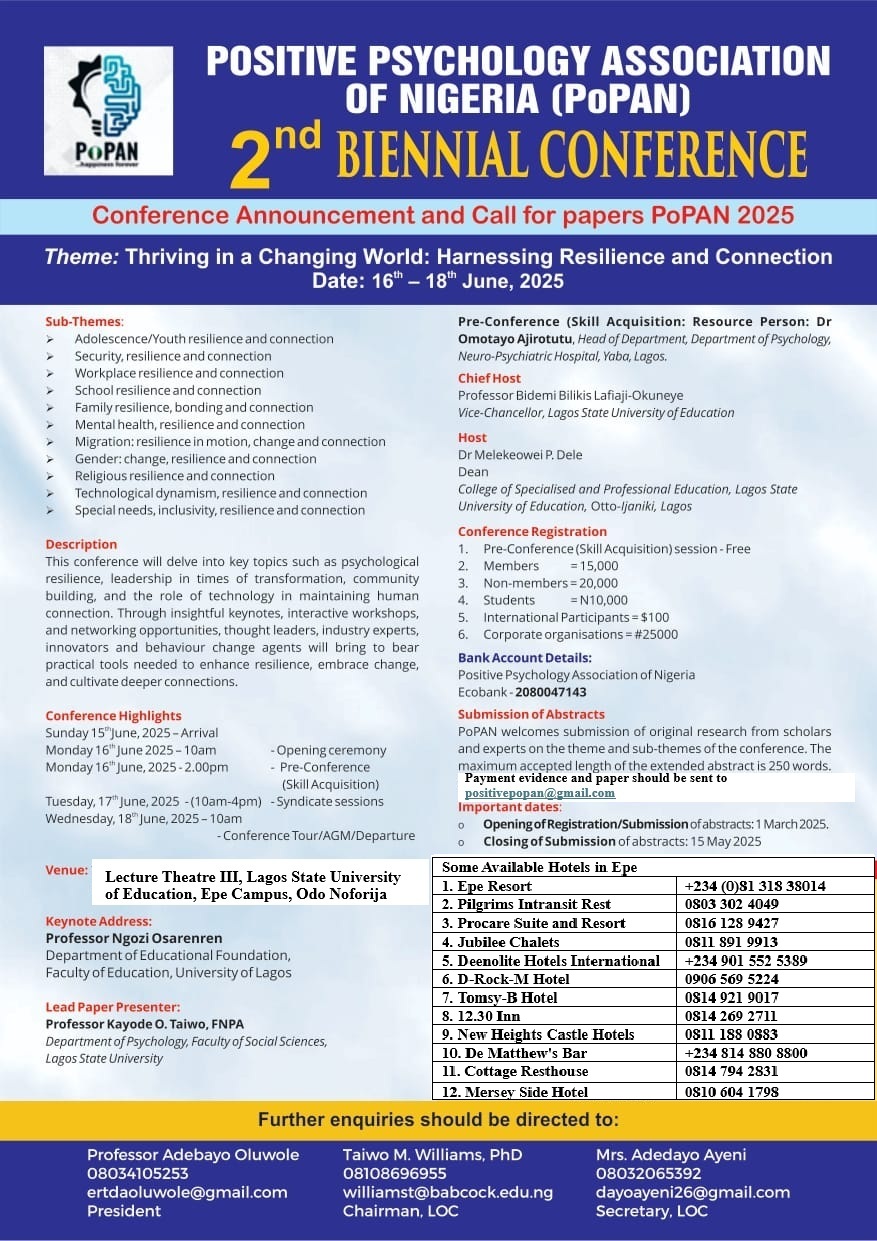 POSITIVE PSYCHOLOGY ASSOCIATION
OF NIGERIA (PoPAN)
2nd BIENNIAL CONFERENCE
PoPAN
...happiness forever
Conference Announcement and Call for papers PoPAN 2025
Theme: Thriving in a Changing World: Harnessing Resilience and Connection
Date: 16th – 18th June, 2025
Sub-Themes:
➢ Adolescence/Youth resilience and connection
➢ Security, resilience and connection
➢ Workplace resilience and connection
➢ School resilience and connection
➢ Family resilience, bonding and connection
➢ Mental health, resilience and connection
➢ Migration: resilience in motion, change and connection
➢ Gender: change, resilience and connection
➢ Religious resilience and connection
➢ Technological dynamism, resilience and connection
➢ Special needs, inclusivity, resilience and connection
Description
This conference will delve into key topics such as psychological
resilience, leadership in times of transformation, community
building, and the role of technology in maintaining human
connection. Through insightful keynotes, interactive workshops,
and networking opportunities, thought leaders, industry experts,
innovators and behaviour change agents will bring to bear
practical tools needed to enhance resilience, embrace change,
and cultivate deeper connections.
Conference Highlights
Sunday 15th June, 2025 – Arrival
Monday 16th June 2025 – 10am - Opening ceremony
Monday 16th June, 2025 - 2.00pm - Pre-Conference
(Skill Acquisition)
Tuesday, 17th June, 2025 - (10am-4pm) - Syndicate sessions
Wednesday, 18th June, 2025 – 10am
- Conference Tour/AGM/Departure
Venue:
Lecture Theatre III, Lagos State University
of Education, Epe Campus, Odo Noforija
Keynote Address:
Professor Ngozi Osarenren
Department of Educational Foundation,
Faculty of Education, University of Lagos
Lead Paper Presenter:
Professor Kayode O. Taiwo, FNPA
Department of Psychology, Faculty of Social Sciences,
Lagos State University
Pre-Conference (Skill Acquisition: Resource Person: Dr
Omotayo Ajirotutu, Head of Department, Department of Psychology,
Neuro-Psychiatric Hospital, Yaba, Lagos.
Chief Host
Professor Bidemi Bilikis Lafiaji-Okuneye
Vice-Chancellor, Lagos State University of Education
Host
Dr Melekeowei P. Dele
Dean
College of Specialised and Professional Education, Lagos State
University of Education, Otto-Ijaniki, Lagos
Conference Registration
1. Pre-Conference (Skill Acquisition) session - Free
2. Members = 15,000
3. Non-members = 20,000
4. Students = N10,000
5. International Participants = $100
6. Corporate organisations = #25000
Bank Account Details:
Positive Psychology Association of Nigeria
Ecobank - 2080047143
Submission of Abstracts
PoPAN welcomes submission of original research from scholars
and experts on the theme and sub-themes of the conference. The
maximum accepted length of the extended abstract is 250 words.
Payment evidence and paper should be sent to
positivepopan@gmail.com
Important dates:
o Opening of Registration/Submission of abstracts: 1 March 2025.
o Closing of Submission of abstracts: 15 May 2025
Some Available Hotels in Epe
1. Epe Resort +234 (0)81 318 38014
2. Pilgrims Intransit Rest 0803 302 4049
3. Procare Suite and Resort 0816 128 9427
4. Jubilee Chalets 0811 891 9913
5. Deenolite Hotels International +234 901 552 5389
6. D-Rock-M Hotel 0906 569 5224
7. Tomsy-B Hotel 0814 921 9017
8. 12.30 Inn 0814 269 2711
9. New Heights Castle Hotels 0811 188 0883
10. De Matthew's Bar +234 814 880 8800
11. Cottage Resthouse 0814 794 2831
12. Mersey Side Hotel 0810 604 1798
Further enquiries should be directed to:
Professor Adebayo Oluwole
08034105253
ertdaoluwole@gmail.com
President
Taiwo M. Williams, PhD
08108696955
williamst@babcock.edu.ng
Chairman, LOC
Mrs. Adedayo Ayeni
08032065392
dayoayeni26@gmail.com
Secretary, LOC